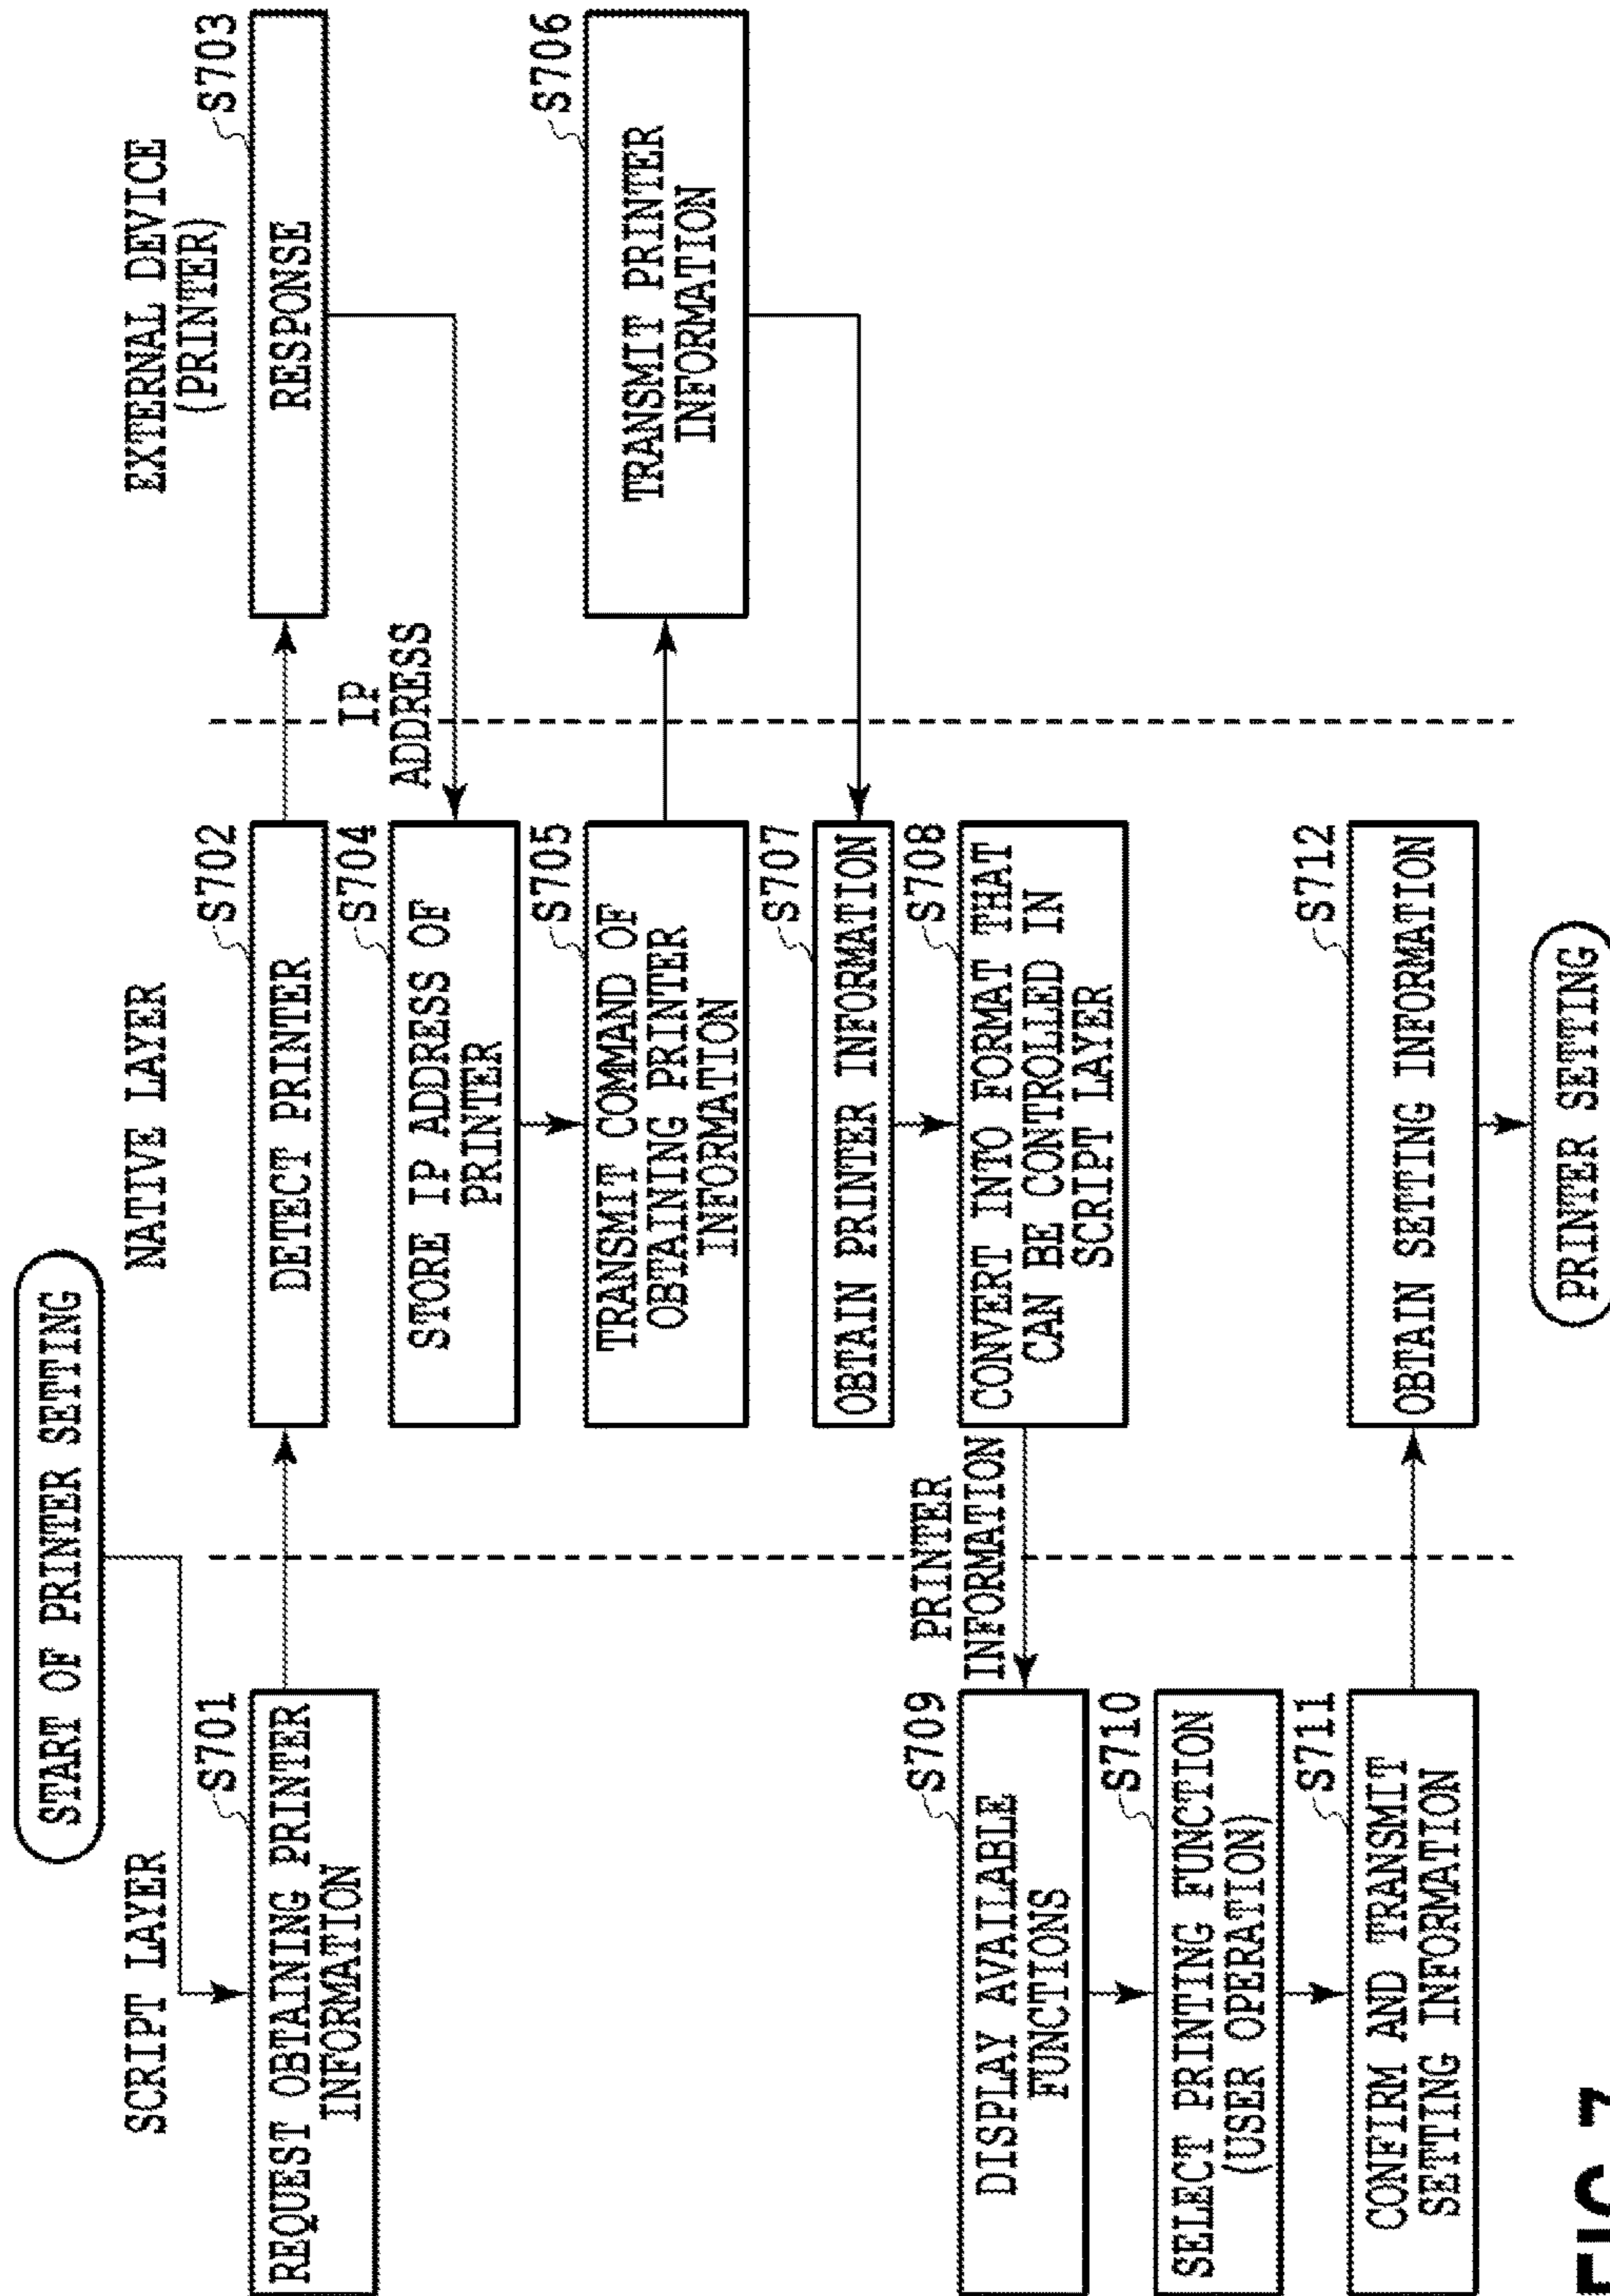 START OF PRINTER SETTING
SCRIPT LAYER
NATIVE LAYER
EXTERNAL DEVICE
(PRINTER)
S701
REQUEST OBTAINING PRINTER
INFORMATION
S702
DETECT PRINTER
S703
RESPONSE
IP
ADDRESS
S704
STORE IP ADDRESS OF
PRINTER
S705
TRANSMIT COMMAND OF
OBTAINING PRINTER
INFORMATION
S706
TRANSMIT PRINTER
INFORMATION
S707
OBTAIN PRINTER INFORMATION
S708
CONVERT INTO FORMAT THAT
CAN BE CONTROLLED IN
SCRIPT LAYER
PRINTER
INFORMATION
S709
DISPLAY AVAILABLE
FUNCTIONS
S710
SELECT PRINTING FUNCTION
(USER OPERATION)
S711
CONFIRM AND TRANSMIT
SETTING INFORMATION
S712
OBTAIN SETTING INFORMATION
PRINTER SETTING
FIG.7